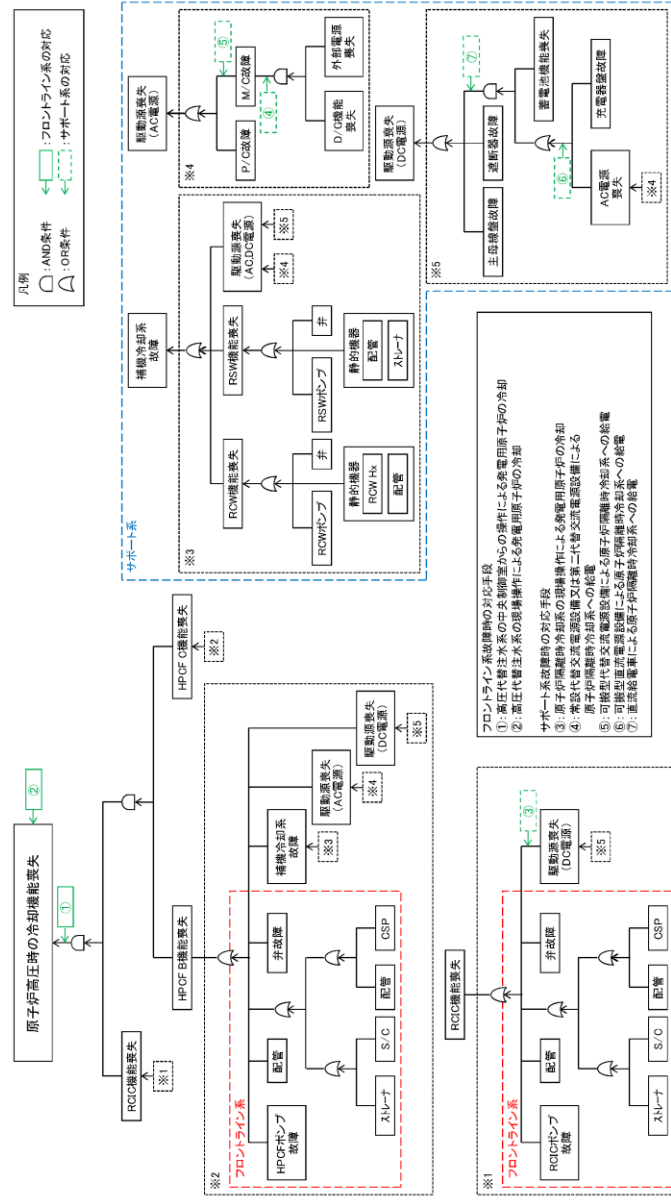 凡例
:AND条件
:OR条件
:フロントライン系の対応
:サポート系の対応
原子炉高圧時の冷却機能喪失
②
①
RCIC機能喪失
※1
HPCF B機能喪失
HPCF C機能喪失
※2
※2
フロントライン系
HPCFポンプ
故障
配管
弁故障
補機冷却系
故障
※3
駆動源喪失
(AC電源)
※4
駆動源喪失
(DC電源)
※5
ストレーナ
S/C
配管
CSP
RCIC機能喪失
※1
フロントライン系
RCICポンプ
故障
配管
弁故障
③
駆動源喪失
(DC電源)
※5
ストレーナ
S/C
配管
CSP
サポート系
※3
補機冷却系
故障
RCW機能喪失
RSW機能喪失
駆動源喪失
(AC,DC電源)
※4
※5
RCWポンプ
弁
静的機器
RCW Hx
配管
RSWポンプ
弁
静的機器
配管
ストレーナ
※4
駆動源喪失
(AC電源)
⑤
P/C故障
M/C故障
④
D/G機能
喪失
外部電源
喪失
※5
駆動源喪失
(DC電源)
⑦
主母線盤故障
遮断器故障
蓄電池機能喪失
⑥
AC電源
喪失
※4
充電器盤故障
フロントライン系故障時の対応手段
①:高圧代替注水系の中央制御室からの操作による発電用原子炉の冷却
②:高圧代替注水系の現場操作による発電用原子炉の冷却
サポート系故障時の対応手段
③:原子炉隔離時冷却系の現場操作による発電用原子炉の冷却
④:常設代替交流電源設備又は第二代替交流電源設備による
原子炉隔離時冷却系への給電
⑤:可搬型代替交流電源設備による原子炉隔離時冷却系への給電
⑥:可搬型直流電源設備による原子炉隔離時冷却系への給電
⑦:直流給電車による原子炉隔離時冷却系への給電